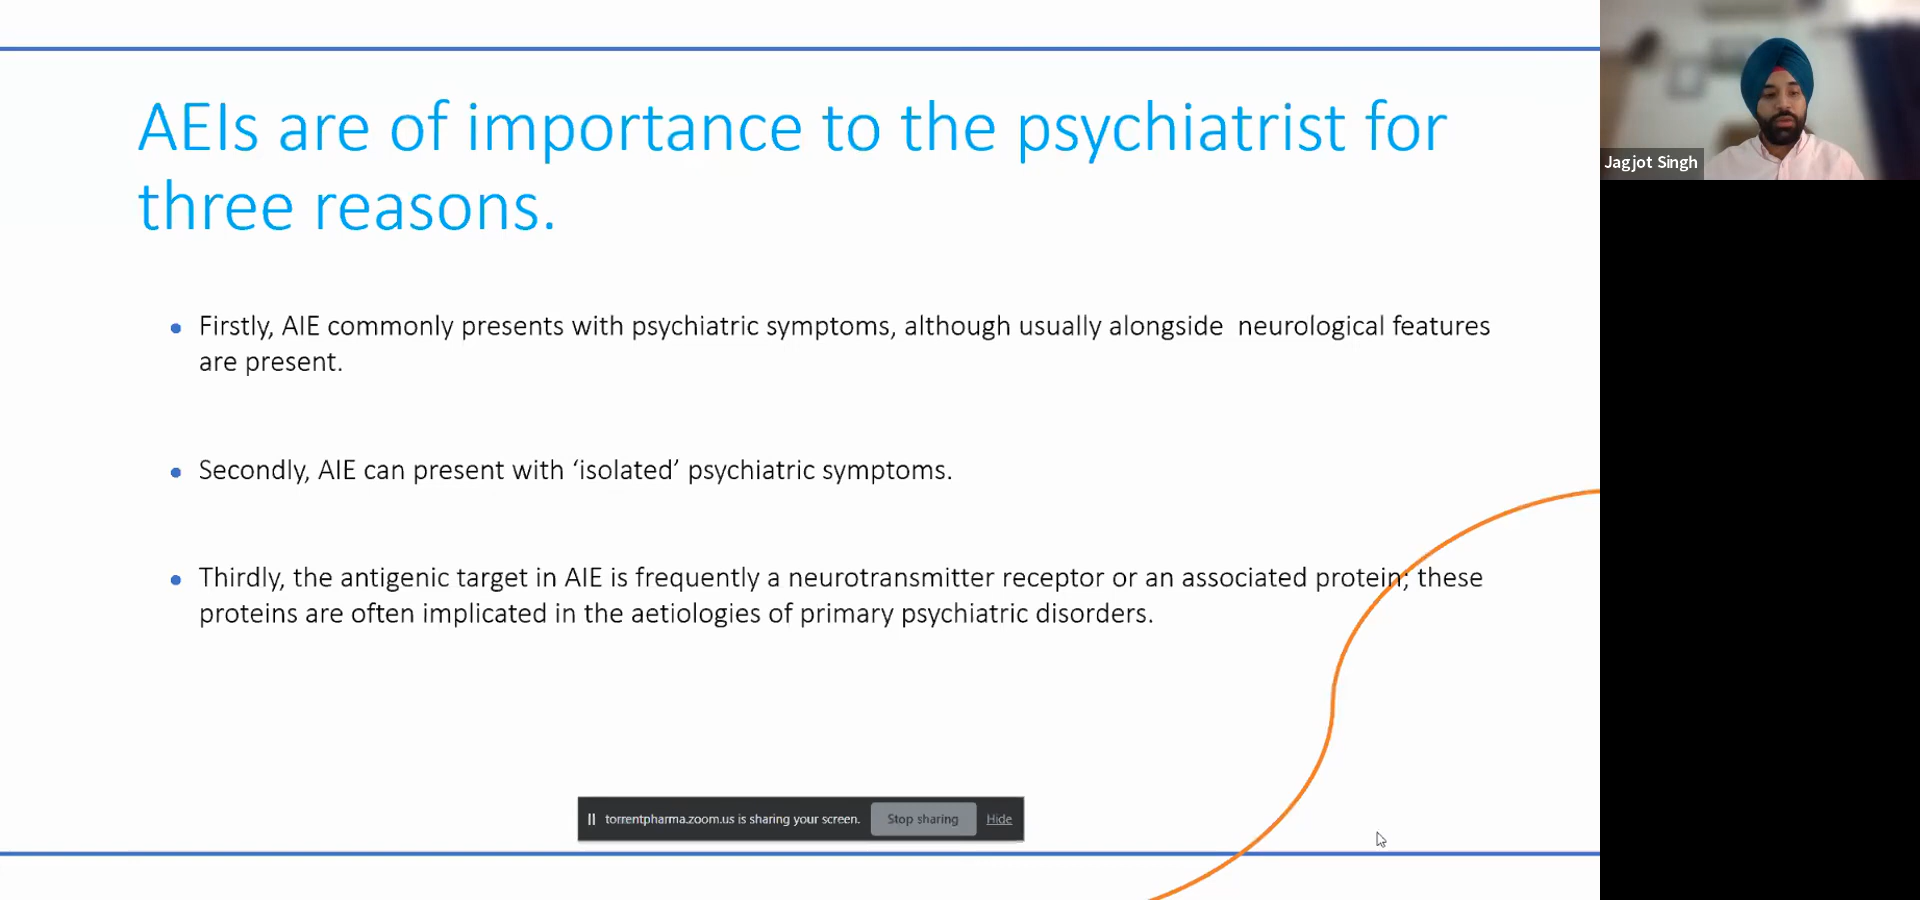 AEIs are of importance to the psychiatrist for
three reasons.
• Firstly, AIE commonly presents with psychiatric symptoms, although usually alongside neurological features
are present.
• Secondly, AIE can present with ‘isolated’ psychiatric symptoms.
• Thirdly, the antigenic target in AIE is frequently a neurotransmitter receptor or an associated protein; these
proteins are often implicated in the aetiologies of primary psychiatric disorders.
torrentpharma.zoom.us is sharing your screen. Stop sharing Hide
Jagjot Singh